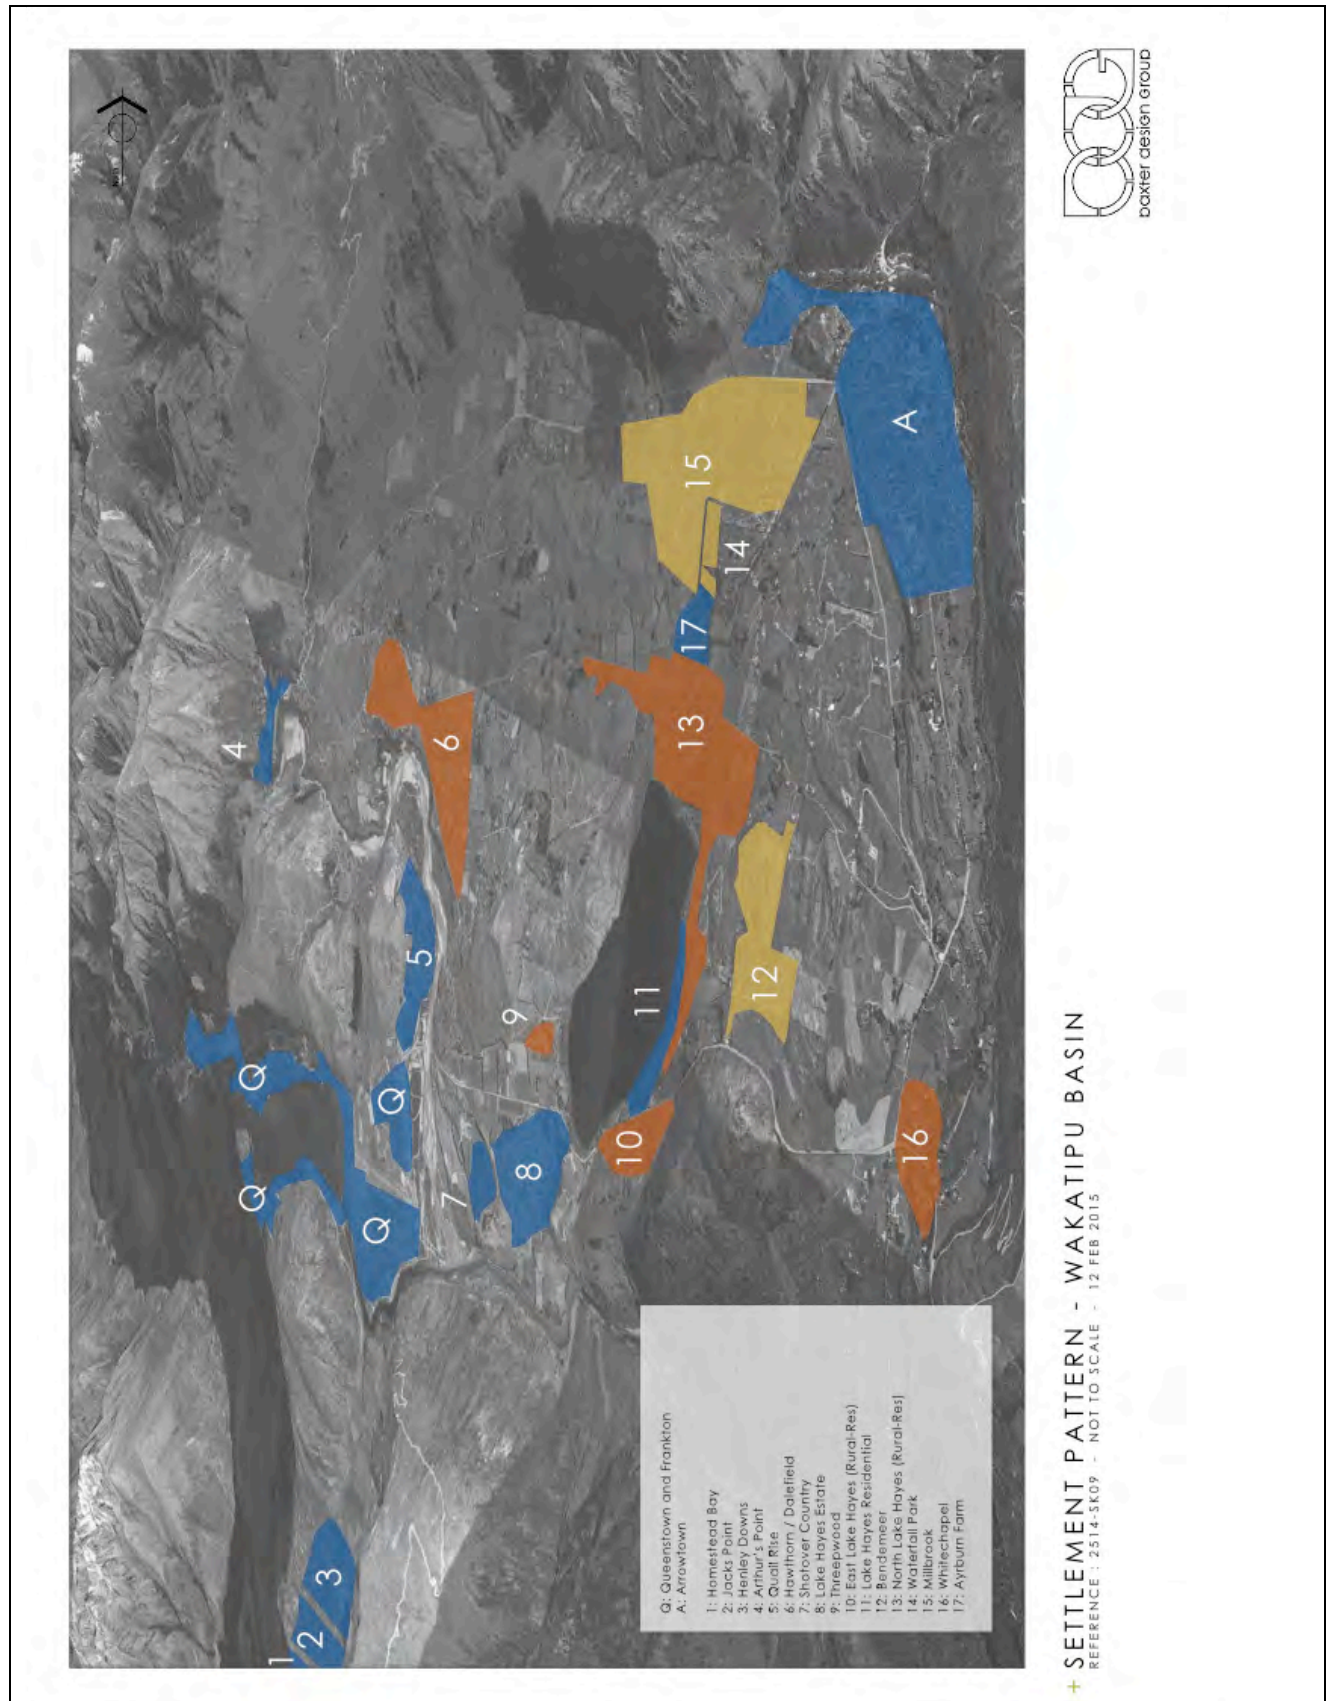 Q
Q
Q
Q
A
1
2
3
4
5
6
7
8
9
10
11
12
13
14
15
16
17
Q: Queenstown and Frankton
A: Arrowtown
1: Homestead Bay
2: Jacks Point
3: Henley Downs
4: Arthur's Point
5: Quail Rise
6: Hawthorn / Dalefield
7: Shotover Country
8: Lake Hayes Estate
9: Threepwood
10: East Lake Hayes (Rural-Res)
11: Lake Hayes Residential
12: Bendemeer
13: North Lake Hayes (Rural-Res)
14: Waterfall Park
15: Millbrook
16: Whitechapel
17: Ayrburn Farm
+ SETTLEMENT PATTERN - WAKATIPU BASIN
REFERENCE : 2514-SK09 - NOT TO SCALE - 12 FEB 2015
baxter design group